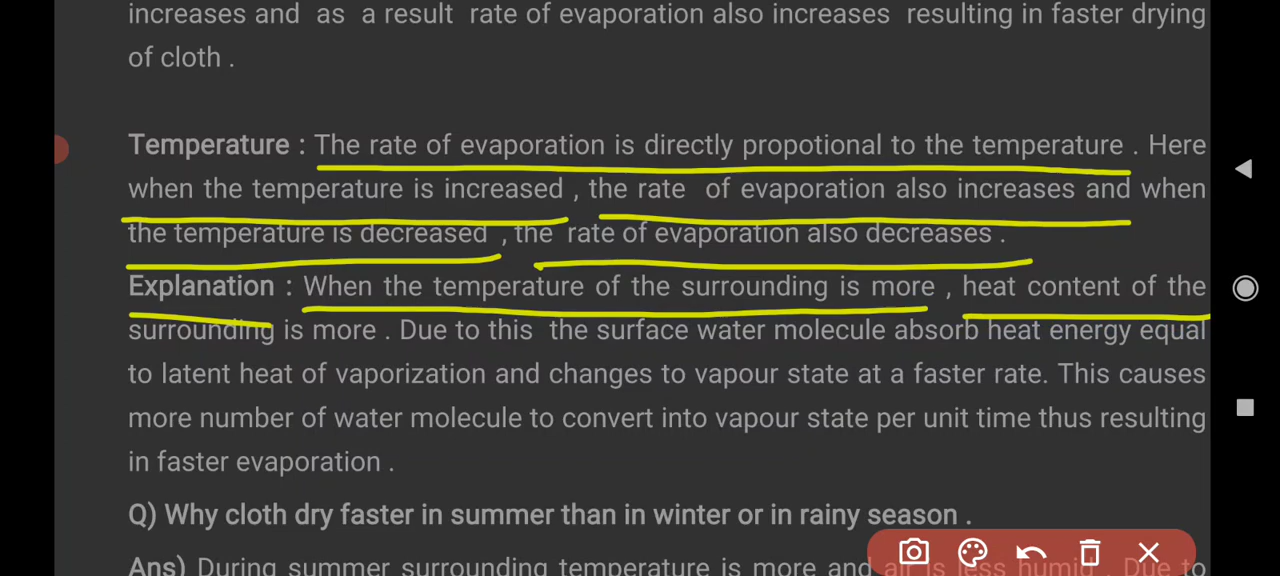 increases and as a result rate of evaporation also increases resulting in faster drying
of cloth .
Temperature : The rate of evaporation is directly propotional to the temperature . Here
when the temperature is increased , the rate of evaporation also increases and when
the temperature is decreased , the rate of evaporation also decreases .
Explanation : When the temperature of the surrounding is more , heat content of the
surrounding is more . Due to this the surface water molecule absorb heat energy equal
to latent heat of vaporization and changes to vapour state at a faster rate. This causes
more number of water molecule to convert into vapour state per unit time thus resulting
in faster evaporation .
Q) Why cloth dry faster in summer than in winter or in rainy season .
Ans) During summer surrounding temperature is more and air is less humid. Due to